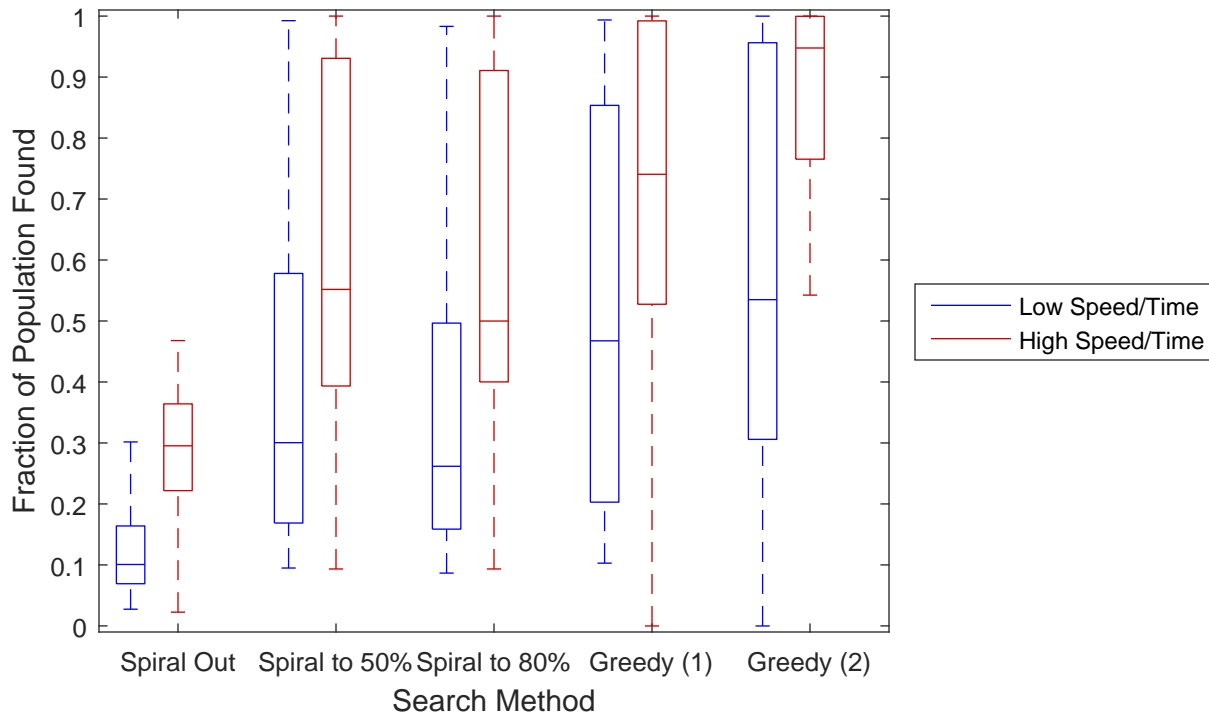 Fraction of Population Found
1
0.9
0.8
0.7
0.6
0.5
0.4
0.3
0.2
0.1
0
Spiral Out
Spiral to 50%
Spiral to 80%
Greedy (1)
Greedy (2)
Search Method
Low Speed/Time
High Speed/Time